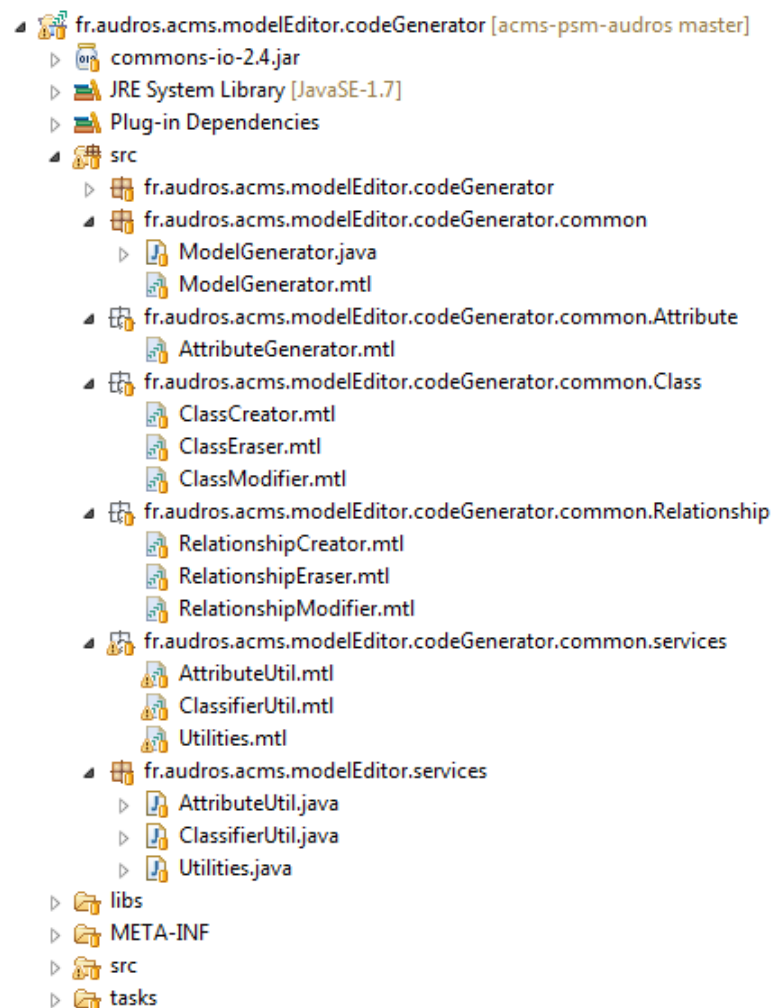 fr.audros.acms.modelEditor.codeGenerator [acms-psm-audros master]
commons-io-2.4.jar
JRE System Library [JavaSE-1.7]
Plug-in Dependencies
src
fr.audros.acms.modelEditor.codeGenerator
fr.audros.acms.modelEditor.codeGenerator.common
ModelGenerator.java
ModelGenerator.mtl
fr.audros.acms.modelEditor.codeGenerator.common.Attribute
AttributeGenerator.mtl
fr.audros.acms.modelEditor.codeGenerator.common.Class
ClassCreator.mtl
ClassEraser.mtl
ClassModifier.mtl
fr.audros.acms.modelEditor.codeGenerator.common.Relationship
RelationshipCreator.mtl
RelationshipEraser.mtl
RelationshipModifier.mtl
fr.audros.acms.modelEditor.codeGenerator.common.services
AttributeUtil.mtl
ClassifierUtil.mtl
Utilities.mtl
fr.audros.acms.modelEditor.services
AttributeUtil.java
ClassifierUtil.java
Utilities.java
libs
META-INF
src
tasks